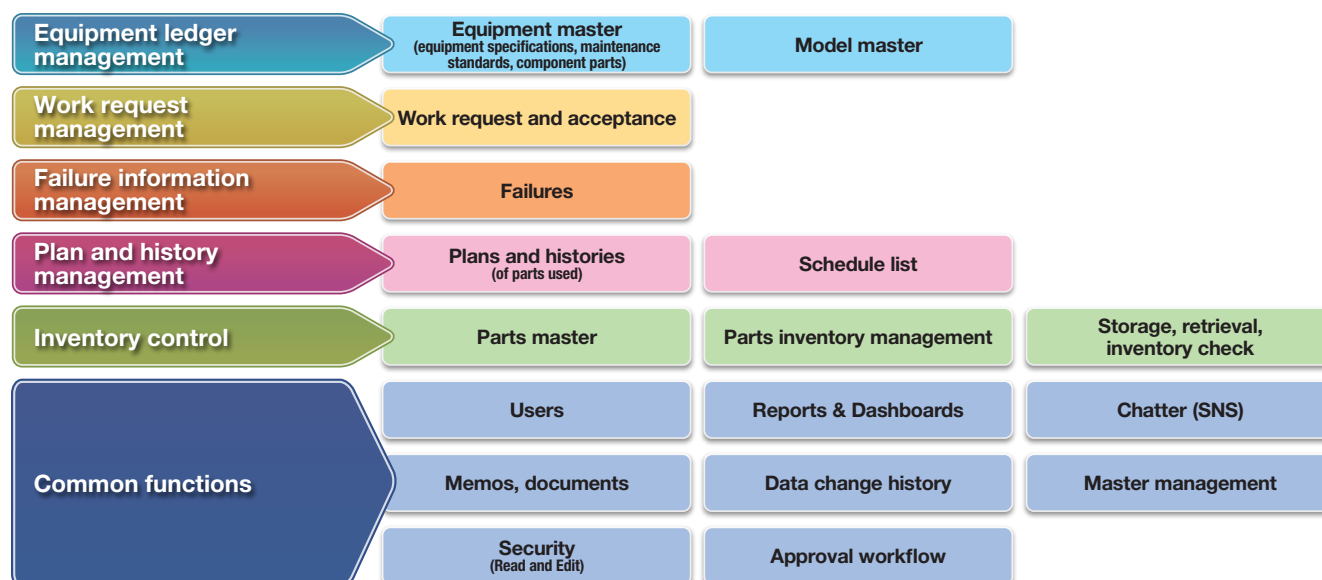 Equipment ledger
management
Equipment master
(equipment specifications, maintenance
standards, component parts)
Model master
Work request
management
Work request and acceptance
Failure information
management
Failures
Plan and history
management
Plans and histories
(of parts used)
Schedule list
Inventory control
Parts master
Parts inventory management
Storage, retrieval,
inventory check
Common functions
Users
Reports & Dashboards
Chatter (SNS)
Memos, documents
Data change history
Master management
Security
(Read and Edit)
Approval workflow